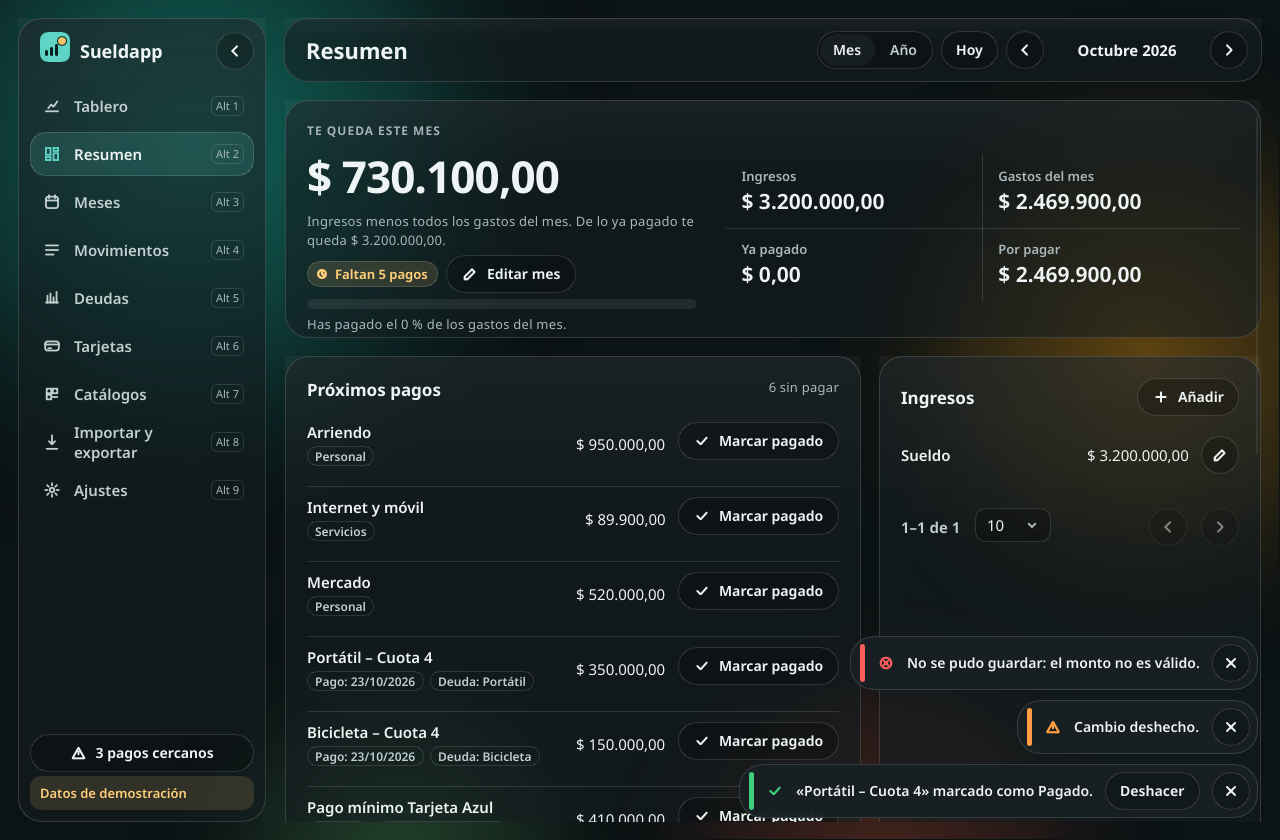 Sueldapp
Tablero Alt 1
Resumen Alt 2
Meses Alt 3
Movimientos Alt 4
Deudas Alt 5
Tarjetas Alt 6
Catálogos Alt 7
Importar y
exportar Alt 8
Ajustes Alt 9
3 pagos cercanos
Datos de demostración
Resumen
Mes Año Hoy Octubre 2026
TE QUEDA ESTE MES
$ 730.100,00
Ingresos menos todos los gastos del mes. De lo ya pagado te
queda $ 3.200.000,00.
Faltan 5 pagos Editar mes
Has pagado el 0 % de los gastos del mes.
Ingresos
$ 3.200.000,00
Gastos del mes
$ 2.469.900,00
Ya pagado
$ 0,00
Por pagar
$ 2.469.900,00
Próximos pagos 6 sin pagar
Arriendo
Personal
$ 950.000,00 Marcar pagado
Internet y móvil
Servicios
$ 89.900,00 Marcar pagado
Mercado
Personal
$ 520.000,00 Marcar pagado
Portátil – Cuota 4
Pago: 23/10/2026 Deuda: Portátil
$ 350.000,00 Marcar pagado
Bicicleta – Cuota 4
Pago: 23/10/2026 Deuda: Bicicleta
$ 150.000,00 Marcar pagado
Pago mínimo Tarjeta Azul
$ 410.000,00 Marcar pagado
Ingresos Añadir
Sueldo $ 3.200.000,00
1–1 de 1 10
No se pudo guardar: el monto no es válido.
Cambio deshecho.
«Portátil – Cuota 4» marcado como Pagado. Deshacer